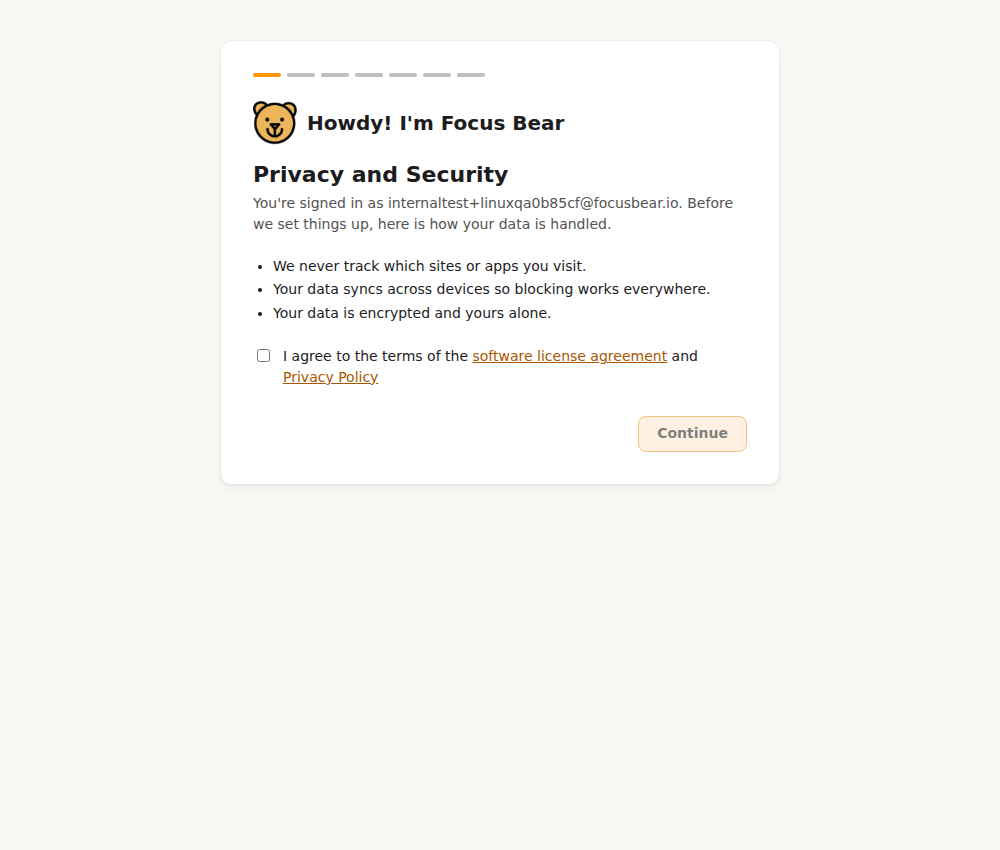 Howdy! I'm Focus Bear
Privacy and Security
You're signed in as internaltest+linuxqa0b85cf@focusbear.io. Before
we set things up, here is how your data is handled.
• We never track which sites or apps you visit.
• Your data syncs across devices so blocking works everywhere.
• Your data is encrypted and yours alone.
I agree to the terms of the software license agreement and
Privacy Policy
Continue